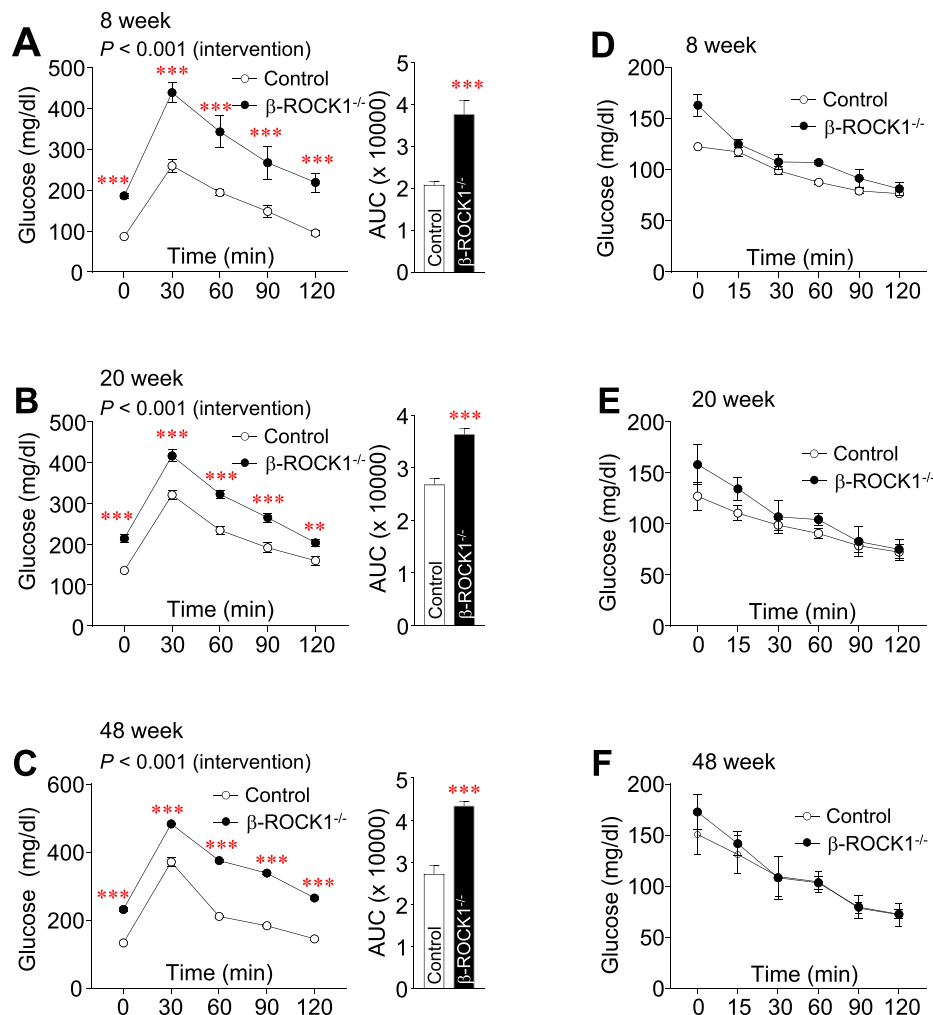 A
8 week
P < 0.001 (intervention)
Glucose (mg/dl)
500
400
300
200
100
0
***
***
***
***
***
Control
β-ROCK1-/-
Time (min)
0 30 60 90 120
AUC (x 10000)
5
4
3
2
1
0
***
Control
β-ROCK1-/-
D
8 week
Glucose (mg/dl)
200
150
100
50
0
Control
β-ROCK1-/-
Time (min)
0 15 30 60 90 120
B
20 week
P < 0.001 (intervention)
Glucose (mg/dl)
500
400
300
200
100
0
***
***
***
***
**
Control
β-ROCK1-/-
Time (min)
0 30 60 90 120
AUC (x 10000)
4
3
2
1
0
***
Control
β-ROCK1-/-
E
20 week
Glucose (mg/dl)
200
150
100
50
0
Control
β-ROCK1-/-
Time (min)
0 15 30 60 90 120
C
48 week
P < 0.001 (intervention)
Glucose (mg/dl)
600
400
200
0
***
***
***
***
***
Control
β-ROCK1-/-
Time (min)
0 30 60 90 120
AUC (x 10000)
5
4
3
2
1
0
***
Control
β-ROCK1-/-
F
48 week
Glucose (mg/dl)
200
150
100
50
0
Control
β-ROCK1-/-
Time (min)
0 15 30 60 90 120